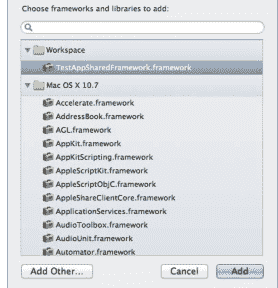 Choose frameworks and libraries to add:
Workspace
TestAppSharedFramework.framework
Mac OS X 10.7
Accelerate.framework
AddressBook.framework
AGL.framework
AppKit.framework
AppKitScripting.framework
AppleScriptKit.framework
AppleScriptObjC.framework
AppleShareClientCore.framework
ApplicationServices.framework
AudioToolbox.framework
AudioUnit.framework
Automator.framework
Add Other... Cancel Add